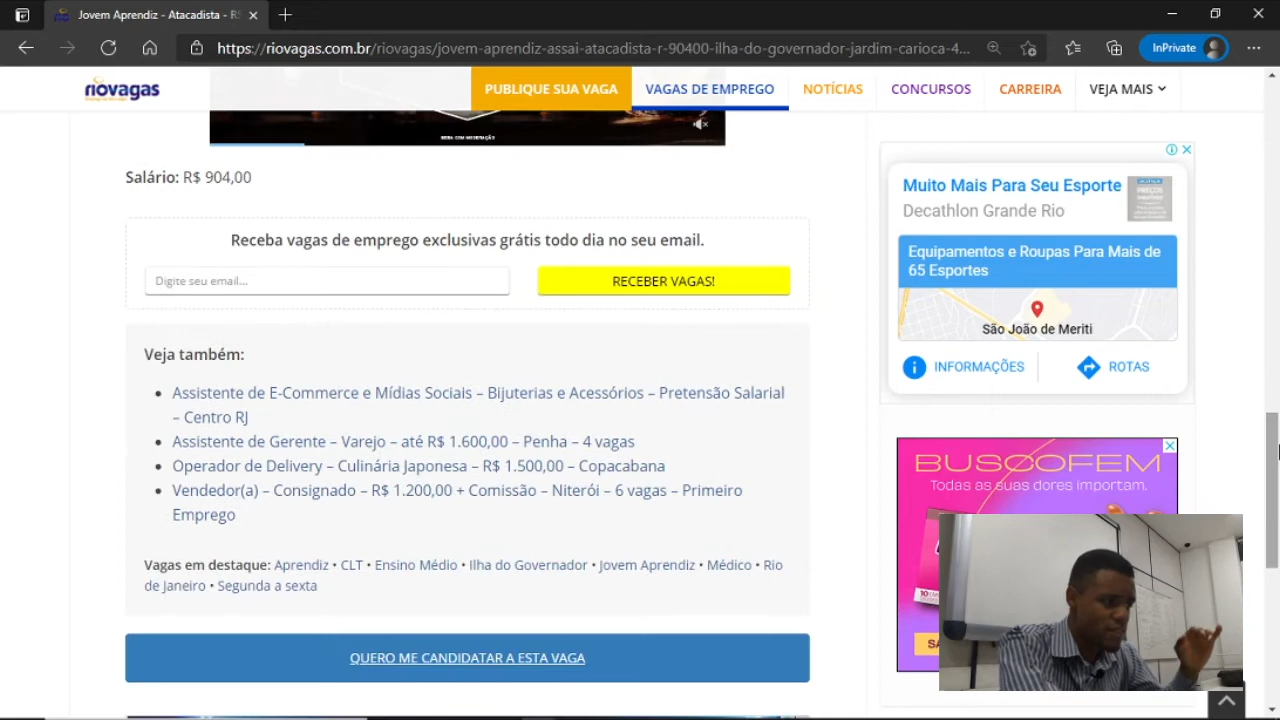 Jovem Aprendiz - Atacadista - R$
https://riovagas.com.br/riovagas/jovem-aprendiz-assai-atacadista-r-90400-ilha-do-governador-jardim-carioca-4...
InPrivate
riovagas
PUBLIQUE SUA VAGA
VAGAS DE EMPREGO
NOTÍCIAS
CONCURSOS
CARREIRA
VEJA MAIS
BEBA COM MODERAÇÃO
Salário: R$ 904,00
Receba vagas de emprego exclusivas grátis todo dia no seu email.
Digite seu email...
RECEBER VAGAS!
Veja também:
• Assistente de E-Commerce e Mídias Sociais – Bijuterias e Acessórios – Pretensão Salarial
– Centro RJ
• Assistente de Gerente – Varejo – até R$ 1.600,00 – Penha – 4 vagas
• Operador de Delivery – Culinária Japonesa – R$ 1.500,00 – Copacabana
• Vendedor(a) – Consignado – R$ 1.200,00 + Comissão – Niterói – 6 vagas – Primeiro
Emprego
Vagas em destaque: Aprendiz • CLT • Ensino Médio • Ilha do Governador • Jovem Aprendiz • Médico • Rio
de Janeiro • Segunda a sexta
QUERO ME CANDIDATAR A ESTA VAGA
Muito Mais Para Seu Esporte
Decathlon Grande Rio
Equipamentos e Roupas Para Mais de
65 Esportes
São João de Meriti
INFORMAÇÕES
ROTAS
BUSCOFEM
Todas as suas dores importam.
10